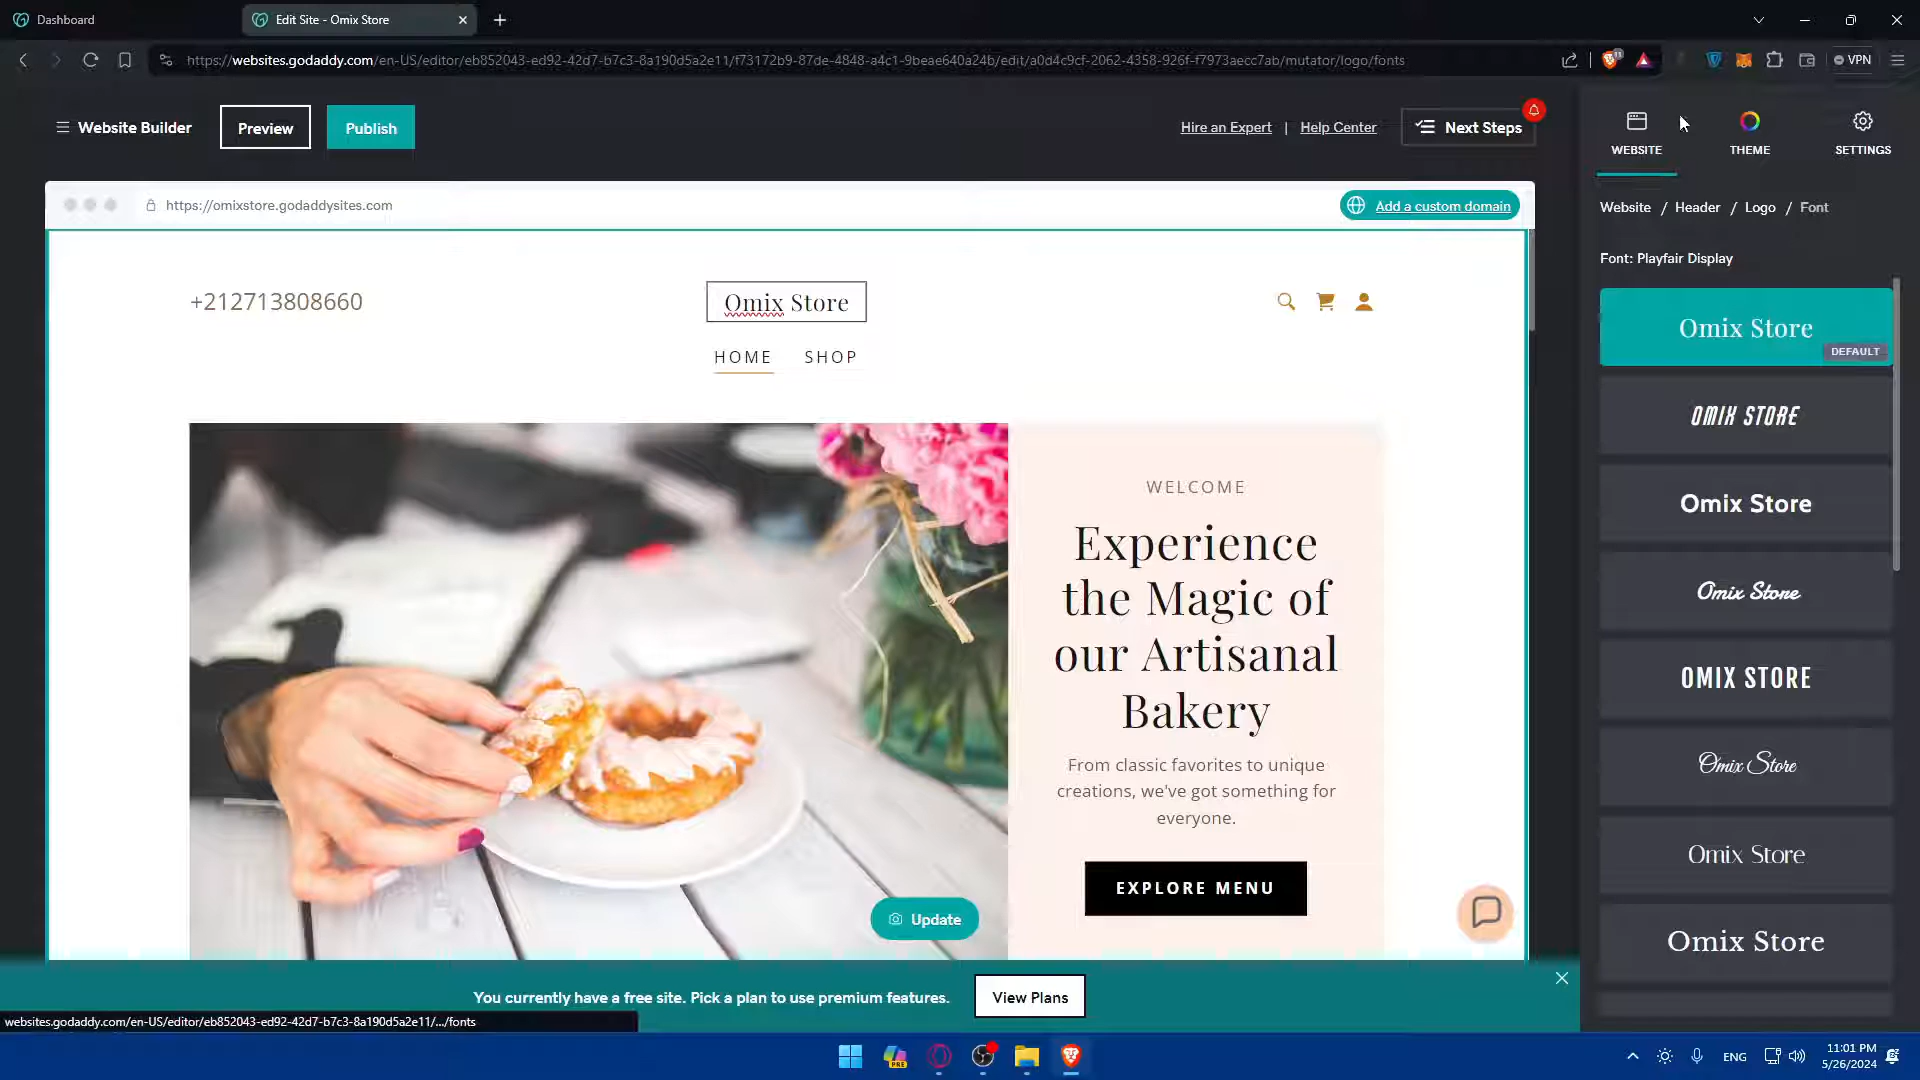 Dashboard
Edit Site - Omix Store
https://websites.godaddy.com/en-US/editor/eb852043-ed92-42d7-b7c3-8a190d5a2e11/f73172b9-87de-4848-a4c1-9beae640a24b/edit/a0d4c9cf-2062-4358-926f-f7973aecc7ab/mutator/logo/fonts
11
VPN
Website Builder
Preview
Publish
Hire an Expert | Help Center
Next Steps
WEBSITE
THEME
SETTINGS
https://omixstore.godaddysites.com
Add a custom domain
Website / Header / Logo / Font
Font: Playfair Display
+212713808660
Omix Store
HOME SHOP
WELCOME
Experience
the Magic of
our Artisanal
Bakery
From classic favorites to unique
creations, we've got something for
everyone.
EXPLORE MENU
Update
Omix Store
DEFAULT
OMIX STORE
Omix Store
Omix Store
OMIX STORE
Omix Store
Omix Store
Omix Store
You currently have a free site. Pick a plan to use premium features.
View Plans
websites.godaddy.com/en-US/editor/eb852043-ed92-42d7-b7c3-8a190d5a2e11/.../fonts
PRE
ENG
11:01 PM
5/26/2024